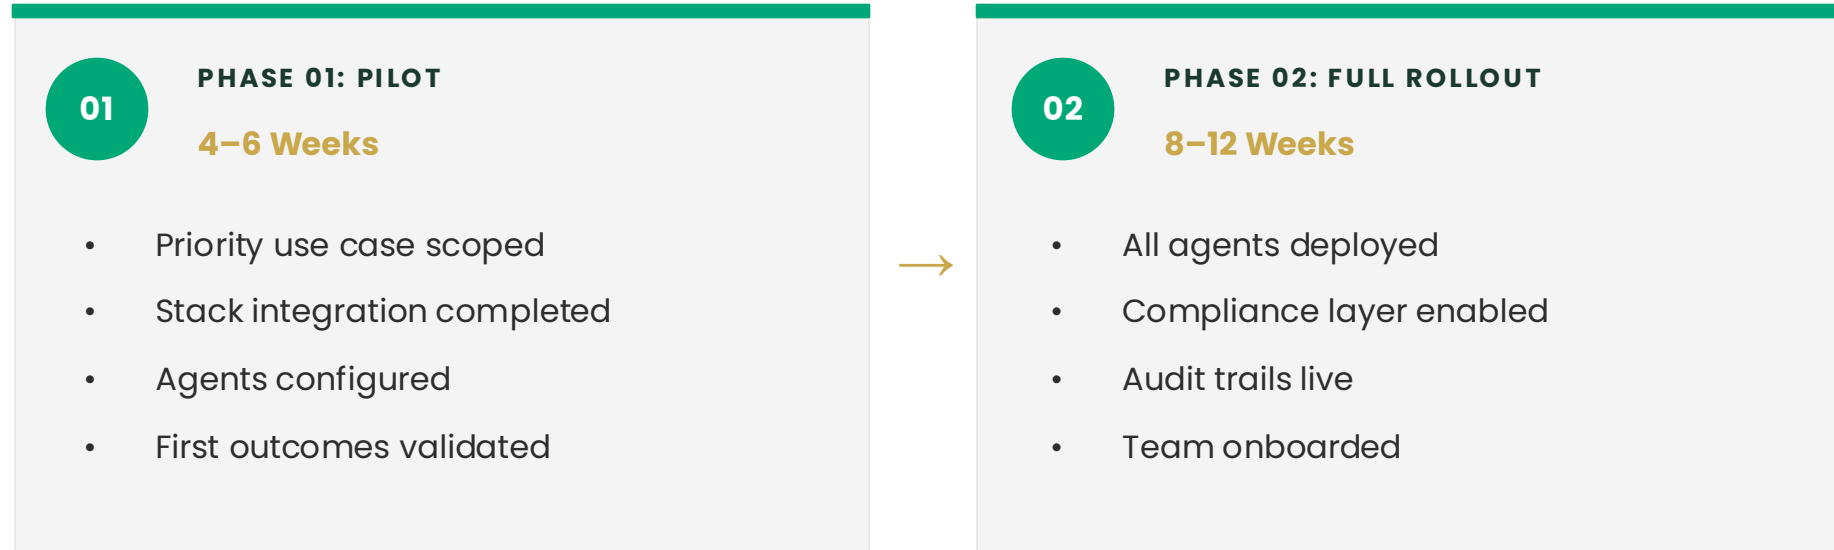 01
PHASE 01: PILOT
4–6 Weeks
• Priority use case scoped
• Stack integration completed
• Agents configured
• First outcomes validated
→
02
PHASE 02: FULL ROLLOUT
8–12 Weeks
• All agents deployed
• Compliance layer enabled
• Audit trails live
• Team onboarded